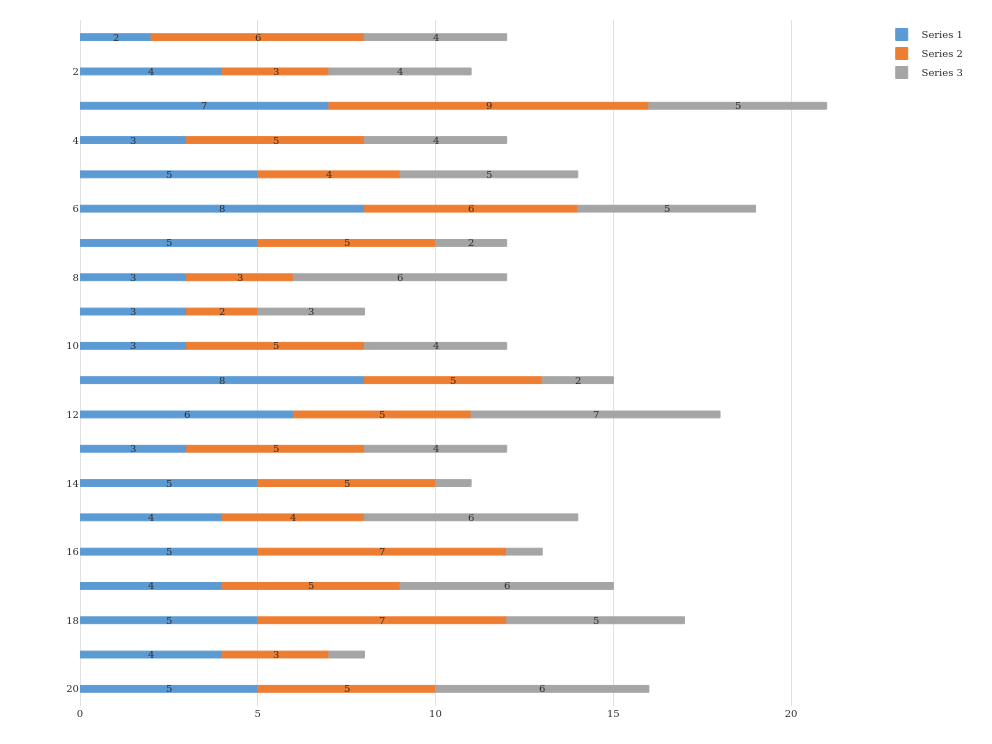 2 6 4
Series 1
Series 2
2 4 3 4
Series 3
7 9 5
4 3 5 4
5 4 5
6 8 6 5
5 5 2
8 3 3 6
3 2 3
10 3 5 4
8 5 2
12 6 5 7
3 5 4
14 5 5
4 4 6
16 5 7
4 5 6
18 5 7 5
4 3
20 5 5 6
0 5 10 15 20